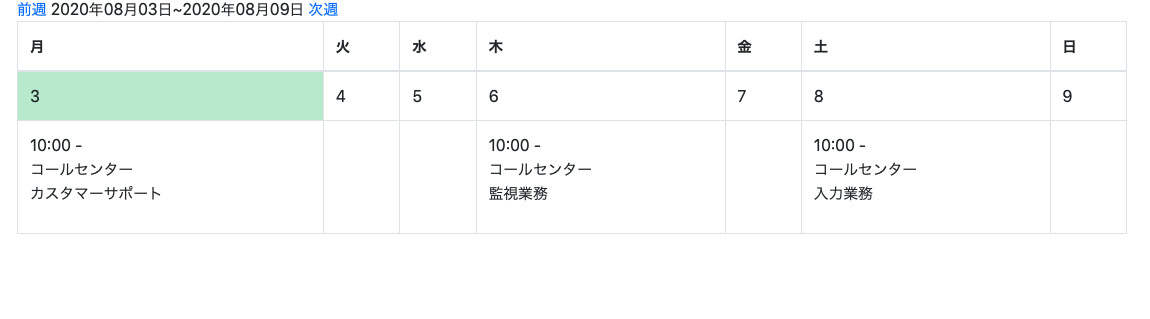 前週 2020年08月03日~2020年08月09日 次週
月 火 水 木 金 土 日
3 4 5 6 7 8 9
10:00 - 10:00 - 10:00 -
コールセンター コールセンター コールセンター
カスタマーサポート 監視業務 入力業務